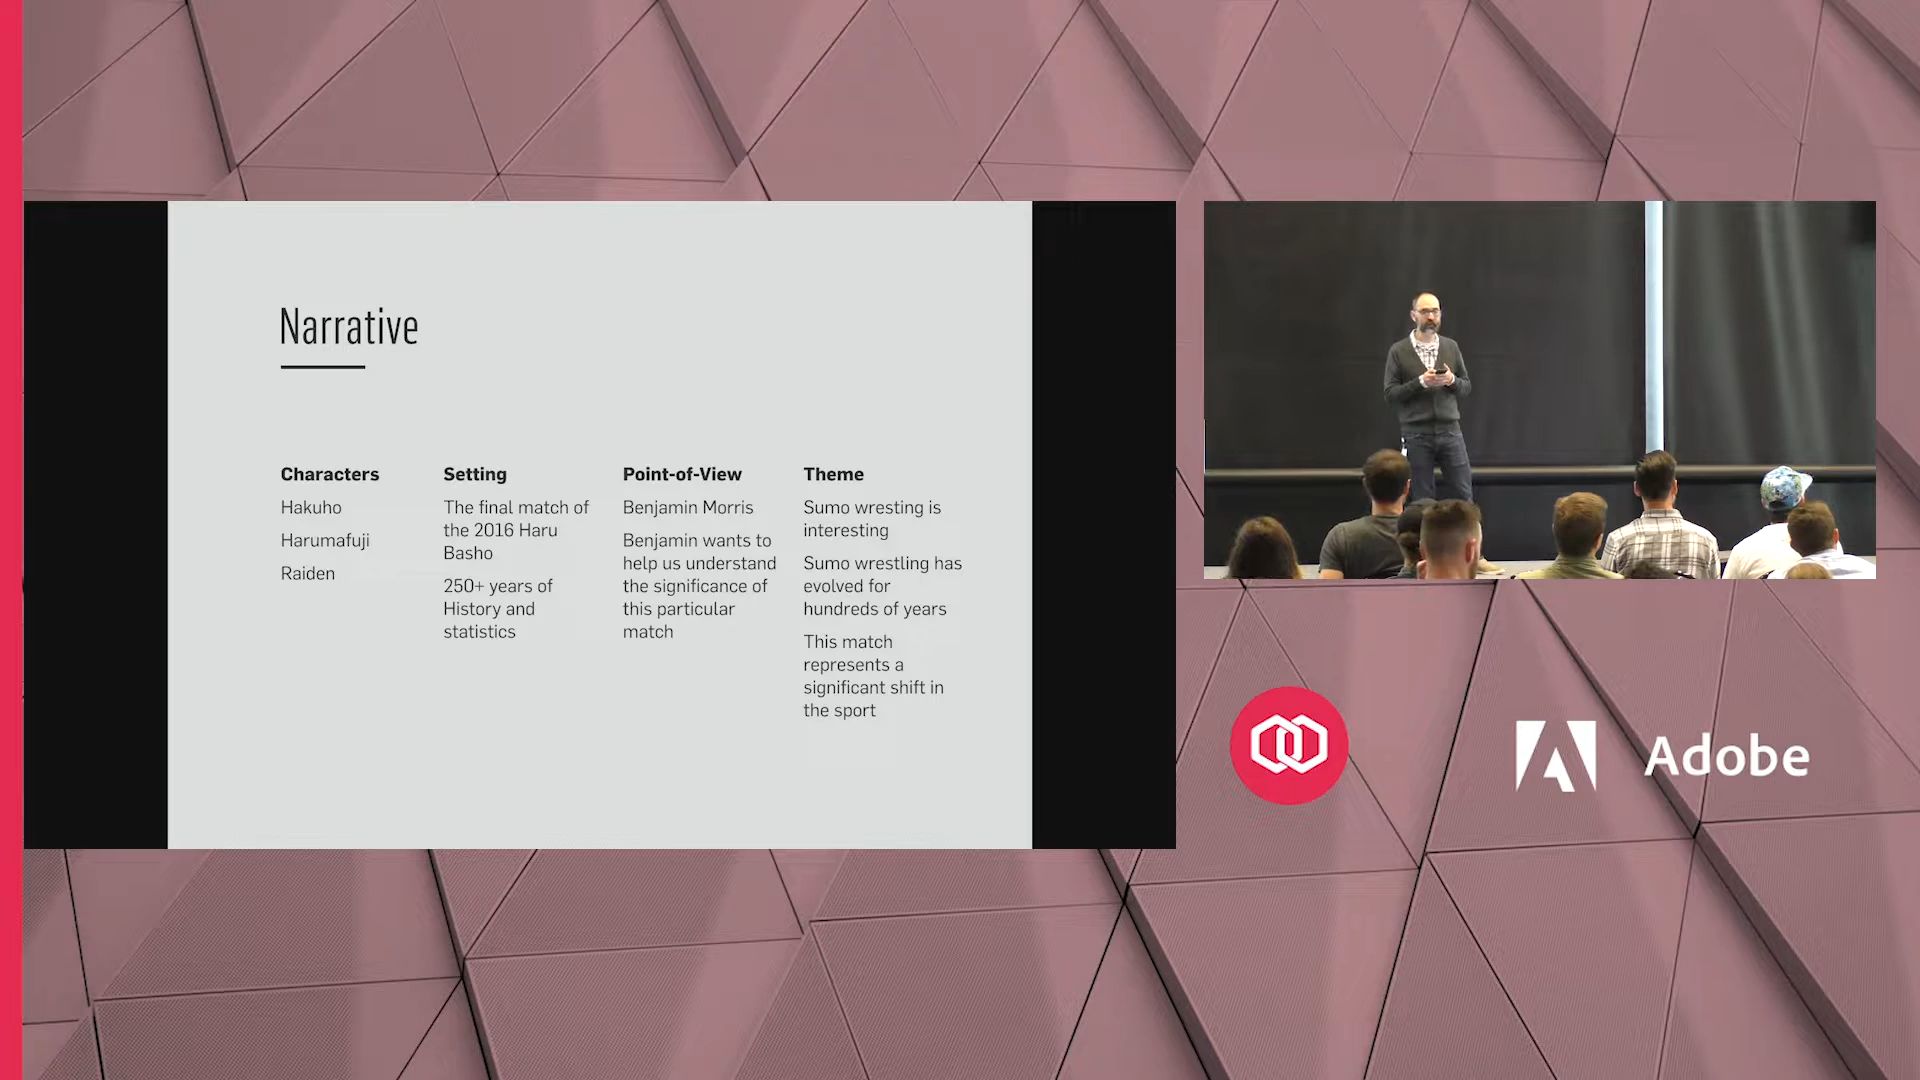 Narrative
Characters
Hakuho
Harumafuji
Raiden
Setting
The final match of
the 2016 Haru
Basho
250+ years of
History and
statistics
Point-of-View
Benjamin Morris
Benjamin wants to
help us understand
the significance of
this particular
match
Theme
Sumo wresting is
interesting
Sumo wrestling has
evolved for
hundreds of years
This match
represents a
significant shift in
the sport
Adobe